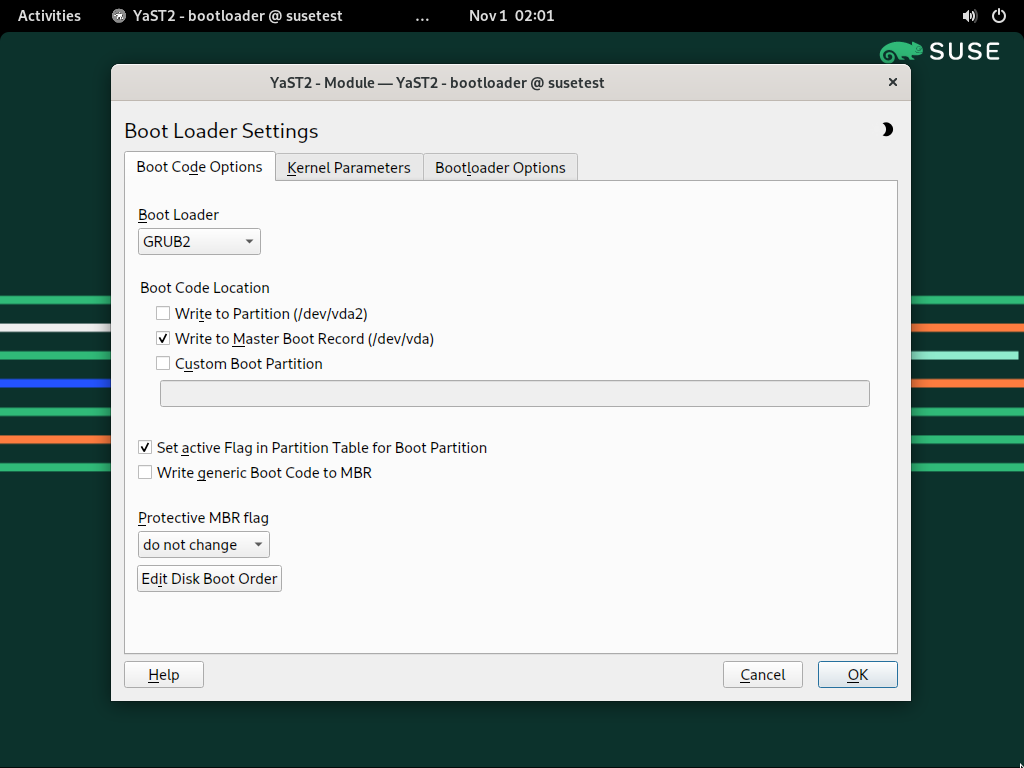 Activities YaST2 - bootloader @ susetest ... Nov 1 02:01
SUSE
YaST2 - Module — YaST2 - bootloader @ susetest
Boot Loader Settings
Boot Code Options Kernel Parameters Bootloader Options
Boot Loader
GRUB2
Boot Code Location
Write to Partition (/dev/vda2)
Write to Master Boot Record (/dev/vda)
Custom Boot Partition
Set active Flag in Partition Table for Boot Partition
Write generic Boot Code to MBR
Protective MBR flag
do not change
Edit Disk Boot Order
Help Cancel OK